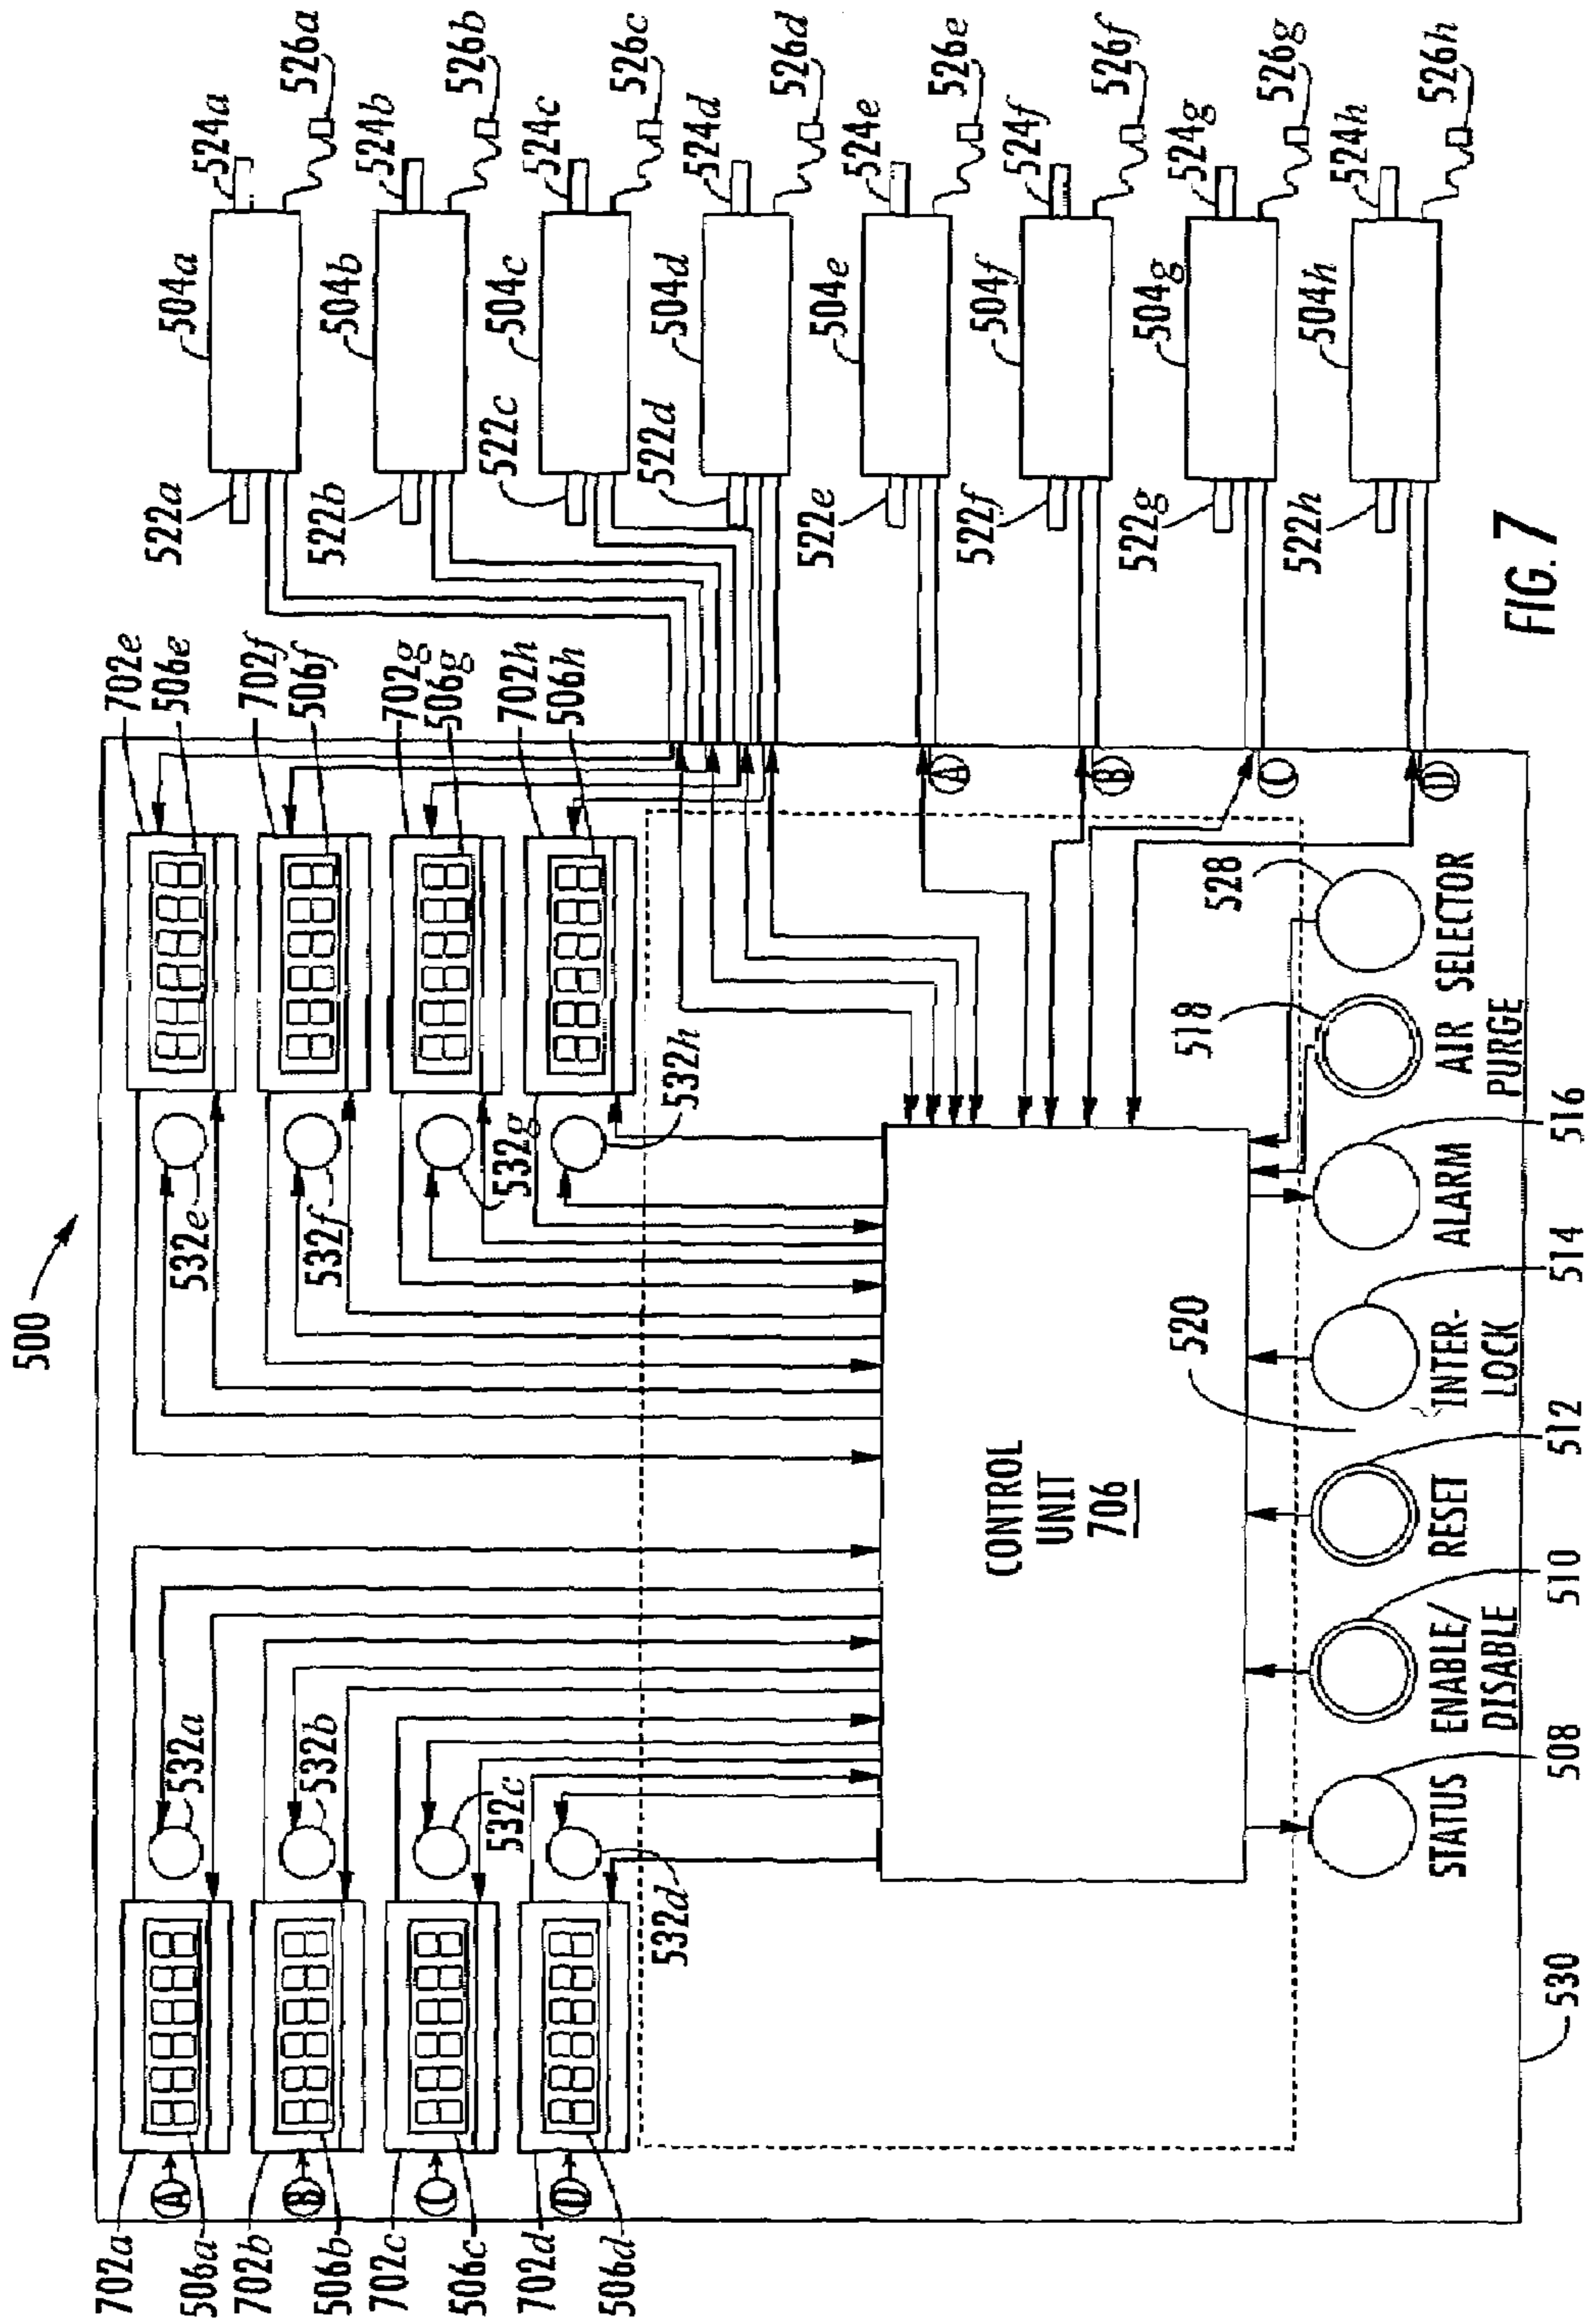 500
702a
506a
702b
506b
702c
506c
702d
506d
A
B
C
D
532a
532b
532c
532d
532e
532f
532g
532h
702e
506e
702f
506f
702g
506g
702h
506h
522a
504a
524a
526a
522b
504b
524b
526b
522c
504c
524c
526c
522d
504d
524d
526d
522e
504e
524e
526e
522f
504f
524f
526f
522g
504g
524g
526g
522h
504h
524h
526h
A
B
C
D
CONTROL
UNIT
706
520
518
528
STATUS
ENABLE/
DISABLE
RESET
INTER-
LOCK
ALARM
AIR
PURGE
SELECTOR
530
508
510
512
514
516
FIG. 7